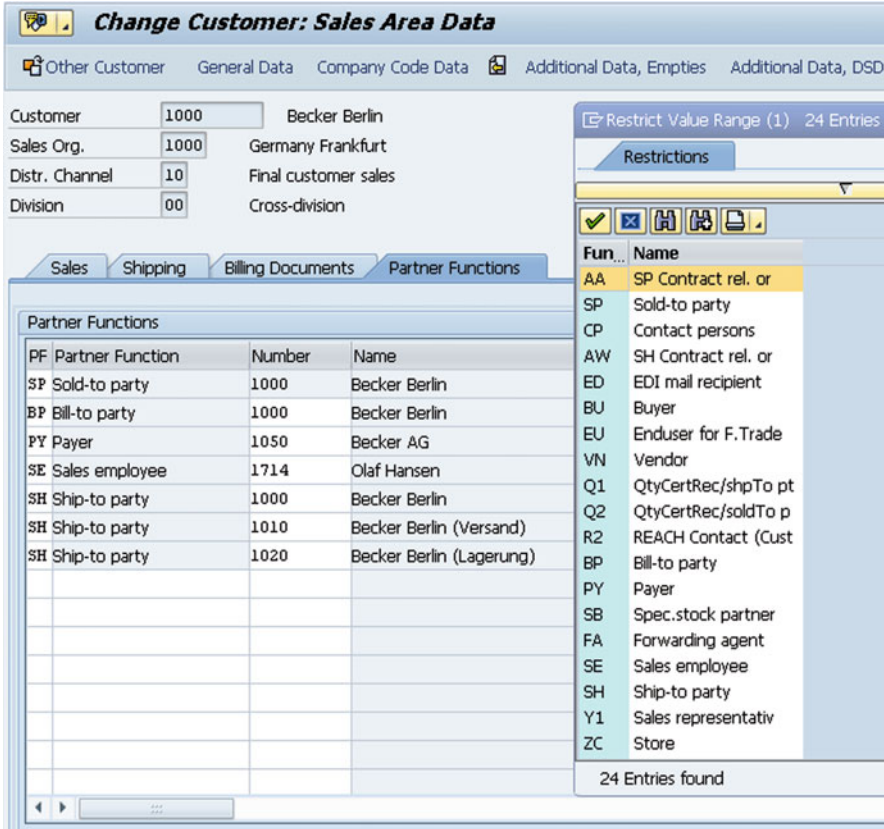 Change Customer: Sales Area Data
Other Customer General Data Company Code Data Additional Data, Empties Additional Data, DSD
Customer 1000 Becker Berlin
Sales Org. 1000 Germany Frankfurt
Distr. Channel 10 Final customer sales
Division 00 Cross-division
Sales Shipping Billing Documents Partner Functions
Partner Functions
PF Partner Function Number Name
SP Sold-to party 1000 Becker Berlin
BP Bill-to party 1000 Becker Berlin
PY Payer 1050 Becker AG
SE Sales employee 1714 Olaf Hansen
SH Ship-to party 1000 Becker Berlin
SH Ship-to party 1010 Becker Berlin (Versand)
SH Ship-to party 1020 Becker Berlin (Lagerung)
Restrict Value Range (1) 24 Entries
Restrictions
Fun... Name
AA SP Contract rel. or
SP Sold-to party
CP Contact persons
AW SH Contract rel. or
ED EDI mail recipient
BU Buyer
EU Enduser for F.Trade
VN Vendor
Q1 QtyCertRec/shpTo pt
Q2 QtyCertRec/soldTo p
R2 REACH Contact (Cust
BP Bill-to party
PY Payer
SB Spec.stock partner
FA Forwarding agent
SE Sales employee
SH Ship-to party
Y1 Sales representativ
ZC Store
24 Entries found